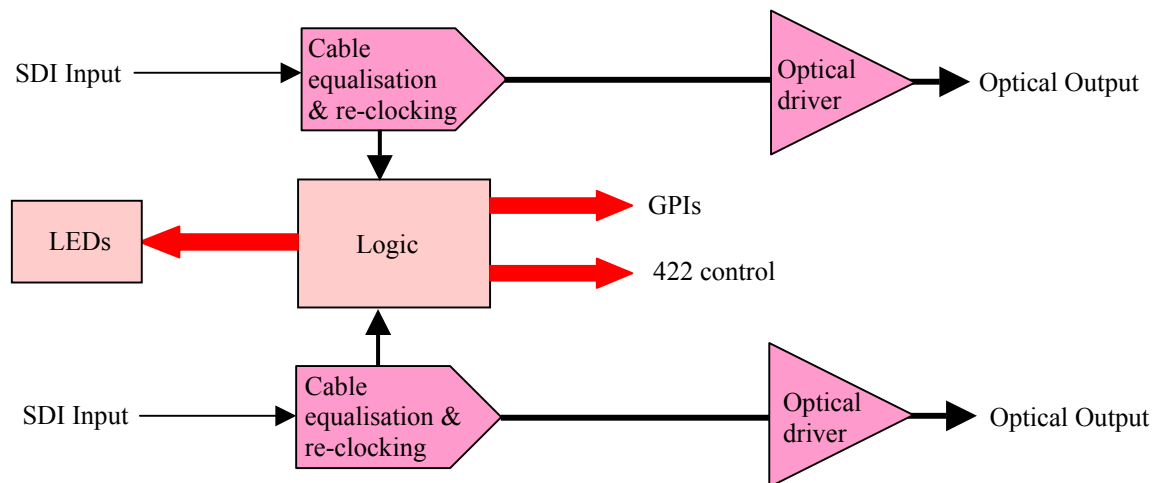 SDI Input
Cable
equalisation
& re-clocking
Optical
driver
Optical Output
LEDs
Logic
GPIs
422 control
SDI Input
Cable
equalisation &
re-clocking
Optical
driver
Optical Output